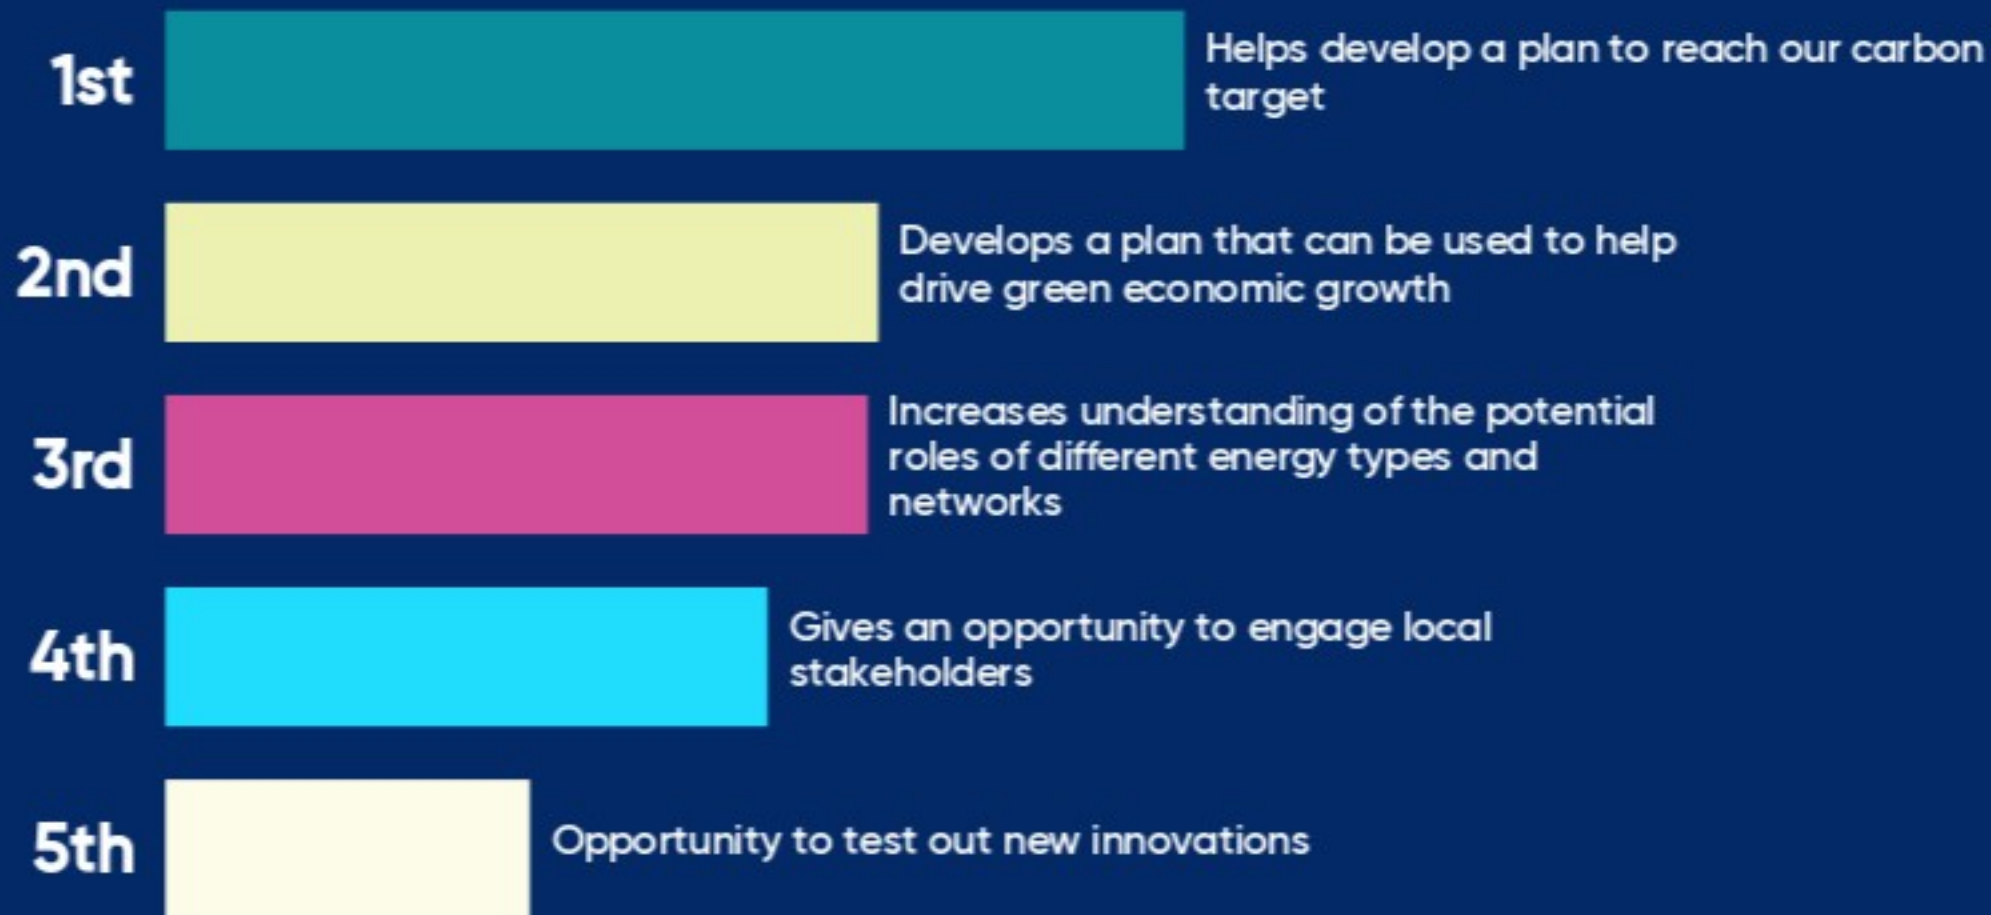 1st
Helps develop a plan to reach our carbon
target
2nd
Develops a plan that can be used to help
drive green economic growth
3rd
Increases understanding of the potential
roles of different energy types and
networks
4th
Gives an opportunity to engage local
stakeholders
5th
Opportunity to test out new innovations